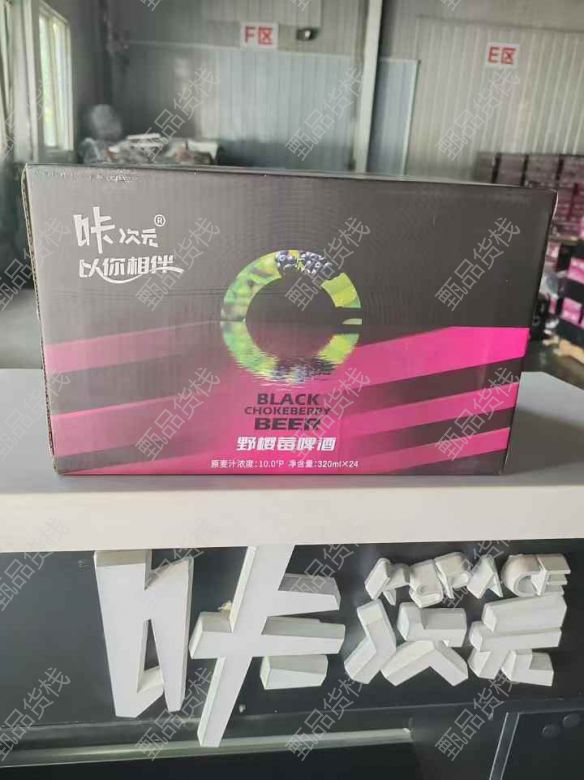 F区
E区
咔次元®
以你相伴
BLACK
CHOKEBERRY
BEER
野樱莓啤酒
原麦汁浓度:10.0°P 净含量:320ml×24
K-SPACE
咔次元
甄品货栈